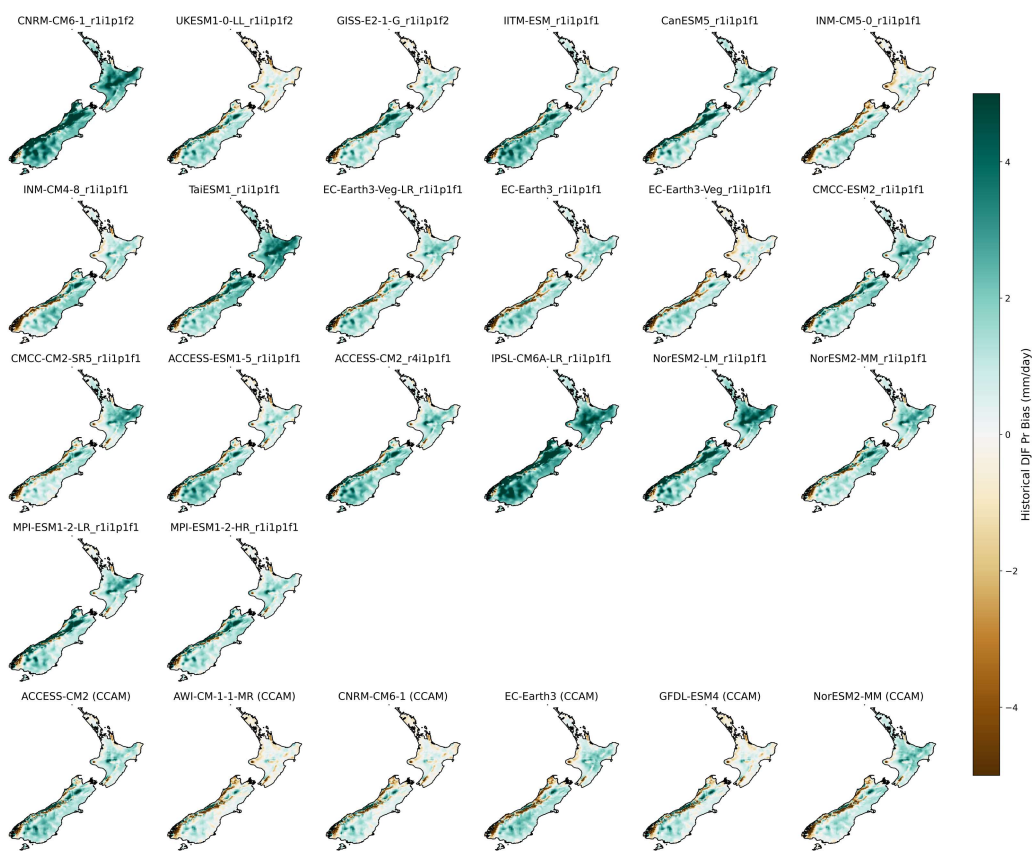 CNRM-CM6-1_r1i1p1f2 UKESM1-0-LL_r1i1p1f2 GISS-E2-1-G_r1i1p1f2 IITM-ESM_r1i1p1f1 CanESM5_r1i1p1f1 INM-CM5-0_r1i1p1f1
INM-CM4-8_r1i1p1f1 TaiESM1_r1i1p1f1 EC-Earth3-Veg-LR_r1i1p1f1 EC-Earth3_r1i1p1f1 EC-Earth3-Veg_r1i1p1f1 CMCC-ESM2_r1i1p1f1
CMCC-CM2-SR5_r1i1p1f1 ACCESS-ESM1-5_r1i1p1f1 ACCESS-CM2_r4i1p1f1 IPSL-CM6A-LR_r1i1p1f1 NorESM2-LM_r1i1p1f1 NorESM2-MM_r1i1p1f1
MPI-ESM1-2-LR_r1i1p1f1 MPI-ESM1-2-HR_r1i1p1f1
ACCESS-CM2 (CCAM) AWI-CM-1-1-MR (CCAM) CNRM-CM6-1 (CCAM) EC-Earth3 (CCAM) GFDL-ESM4 (CCAM) NorESM2-MM (CCAM)
4
2
0
−2
−4
Historical DJF Pr Bias (mm/day)